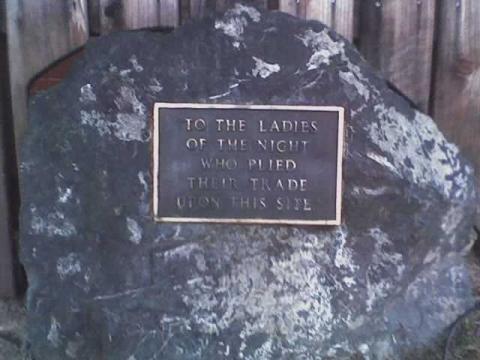 TO THE LADIES
OF THE NIGHT
WHO PLIED
THEIR TRADE
UPON THIS SITE